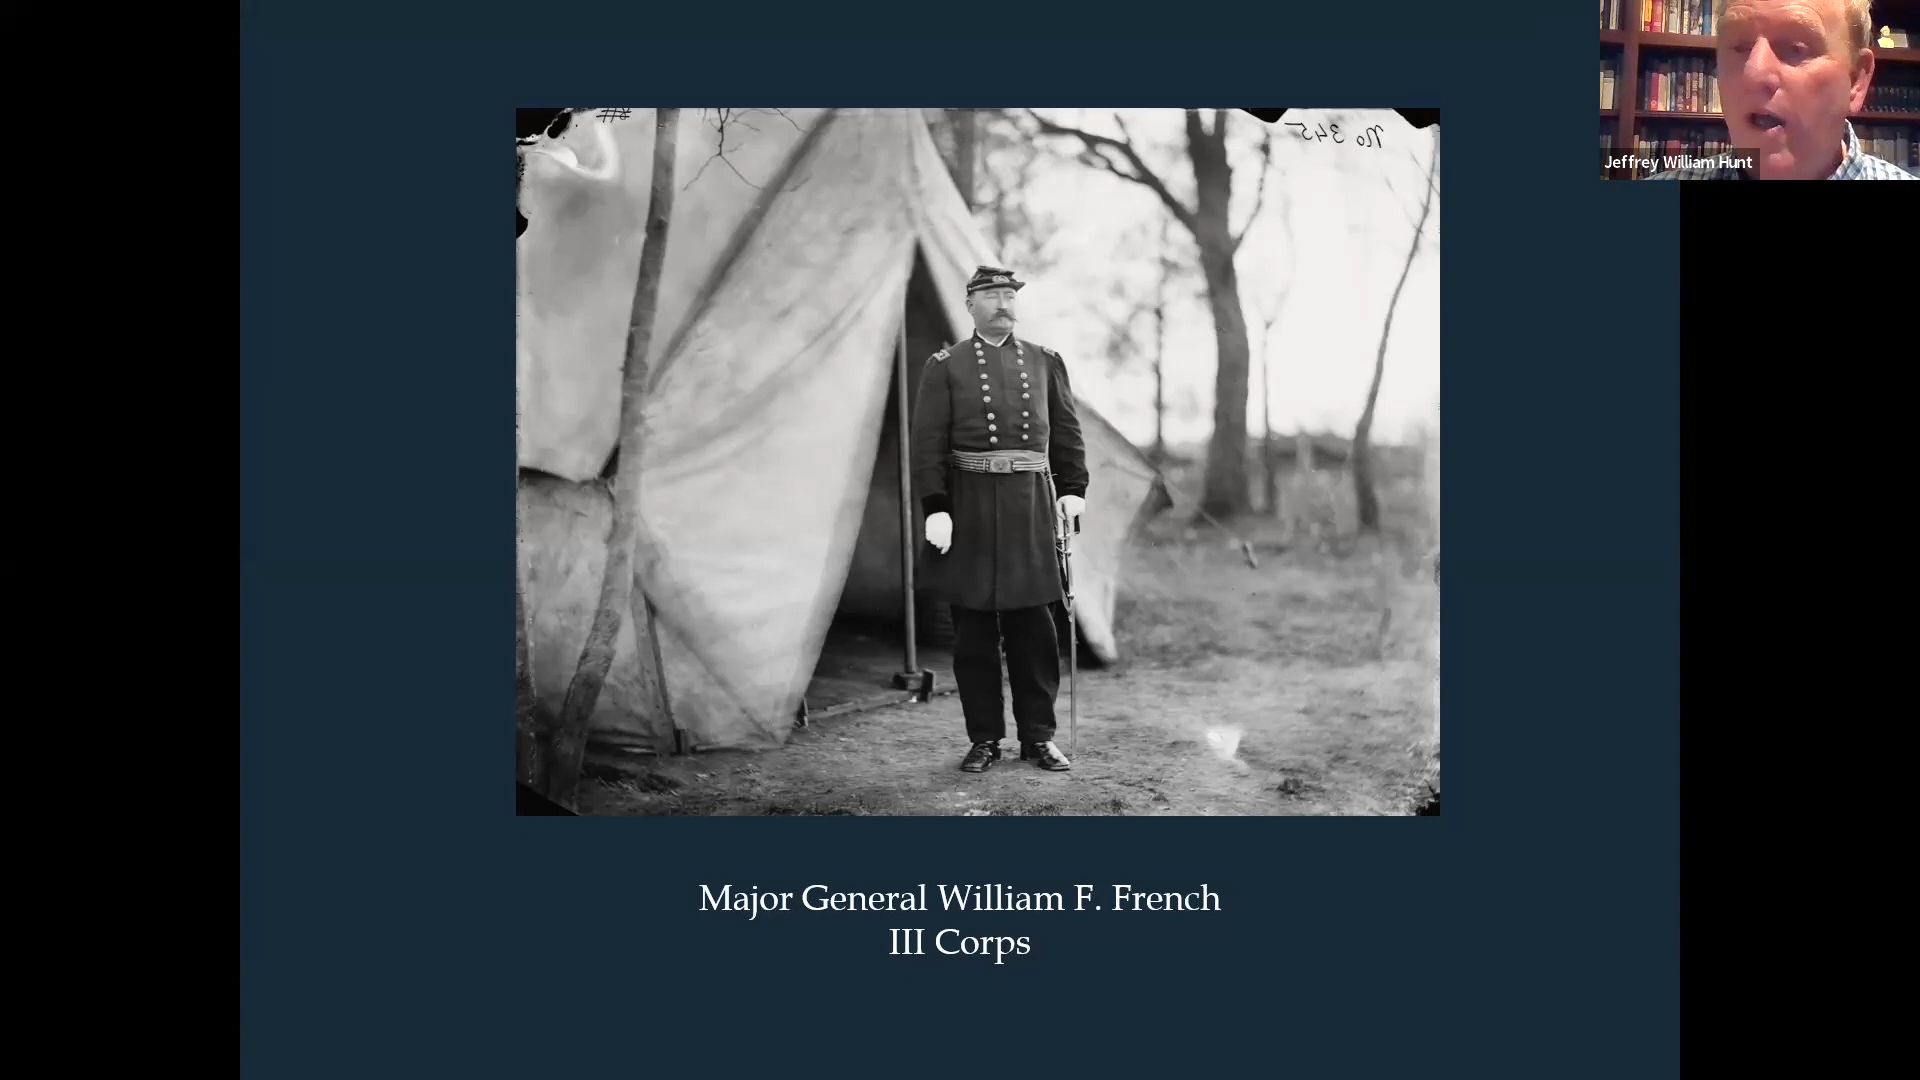 No 345
Jeffrey William Hunt
Major General William F. French
III Corps